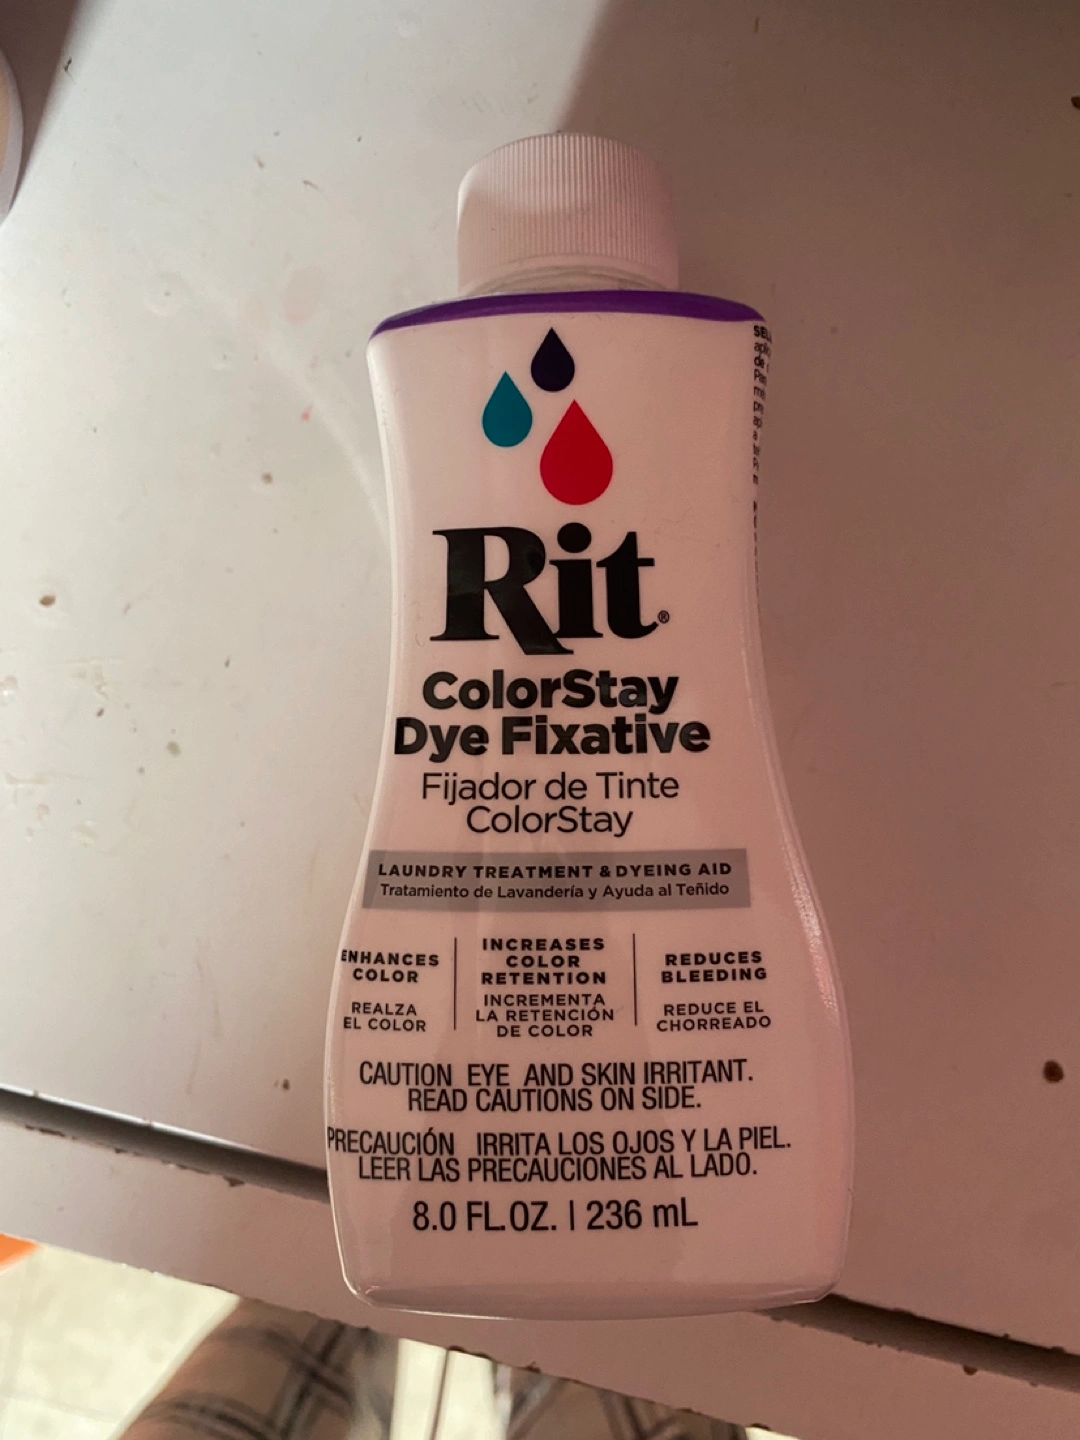 Rit®
ColorStay
Dye Fixative
Fijador de Tinte
ColorStay
LAUNDRY TREATMENT & DYEING AID
Tratamiento de Lavandería y Ayuda al Teñido
ENHANCES
COLOR
REALZA
EL COLOR
INCREASES
COLOR
RETENTION
INCREMENTA
LA RETENCIÓN
DE COLOR
REDUCES
BLEEDING
REDUCE EL
CHORREADO
CAUTION EYE AND SKIN IRRITANT.
READ CAUTIONS ON SIDE.
PRECAUCIÓN IRRITA LOS OJOS Y LA PIEL.
LEER LAS PRECAUCIONES AL LADO.
8.0 FL.OZ. | 236 mL